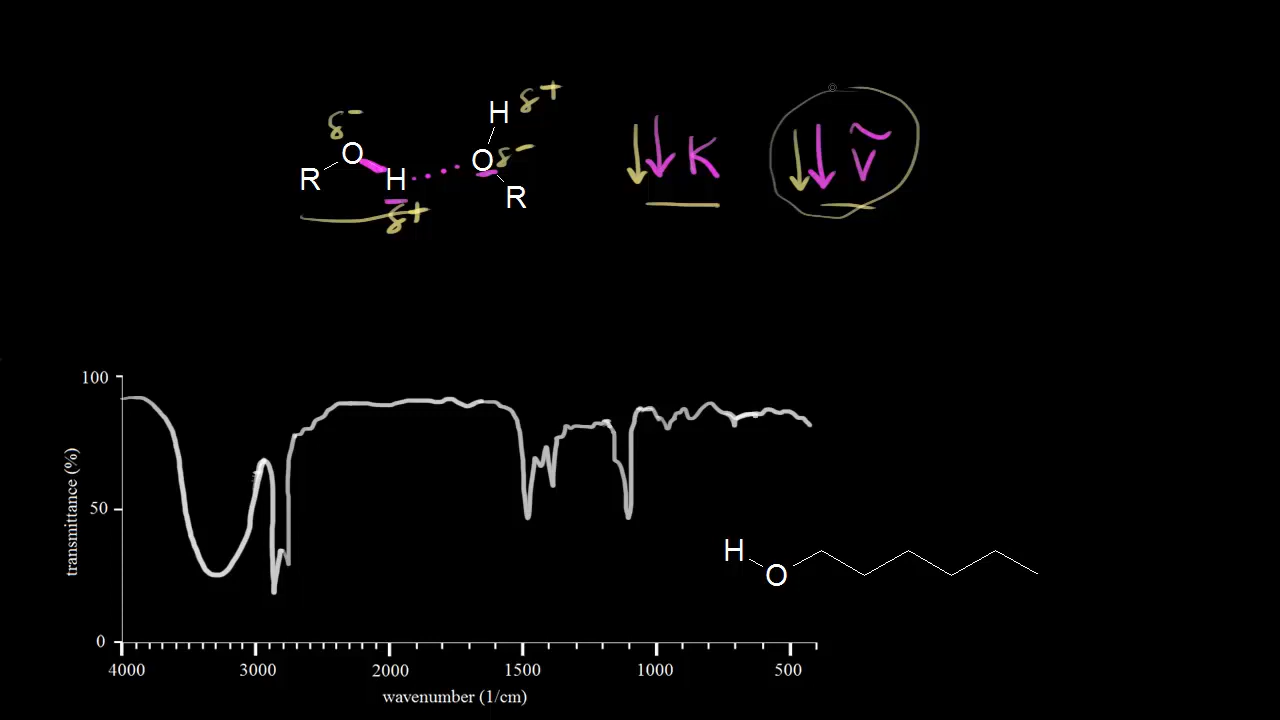 H δ+
δ-
O O δ-
R H
R
δ+
↓↓ K ↓↓ ṽ
100
50
0
transmittance (%)
4000 3000 2000 1500 1000 500
wavenumber (1/cm)
H
O